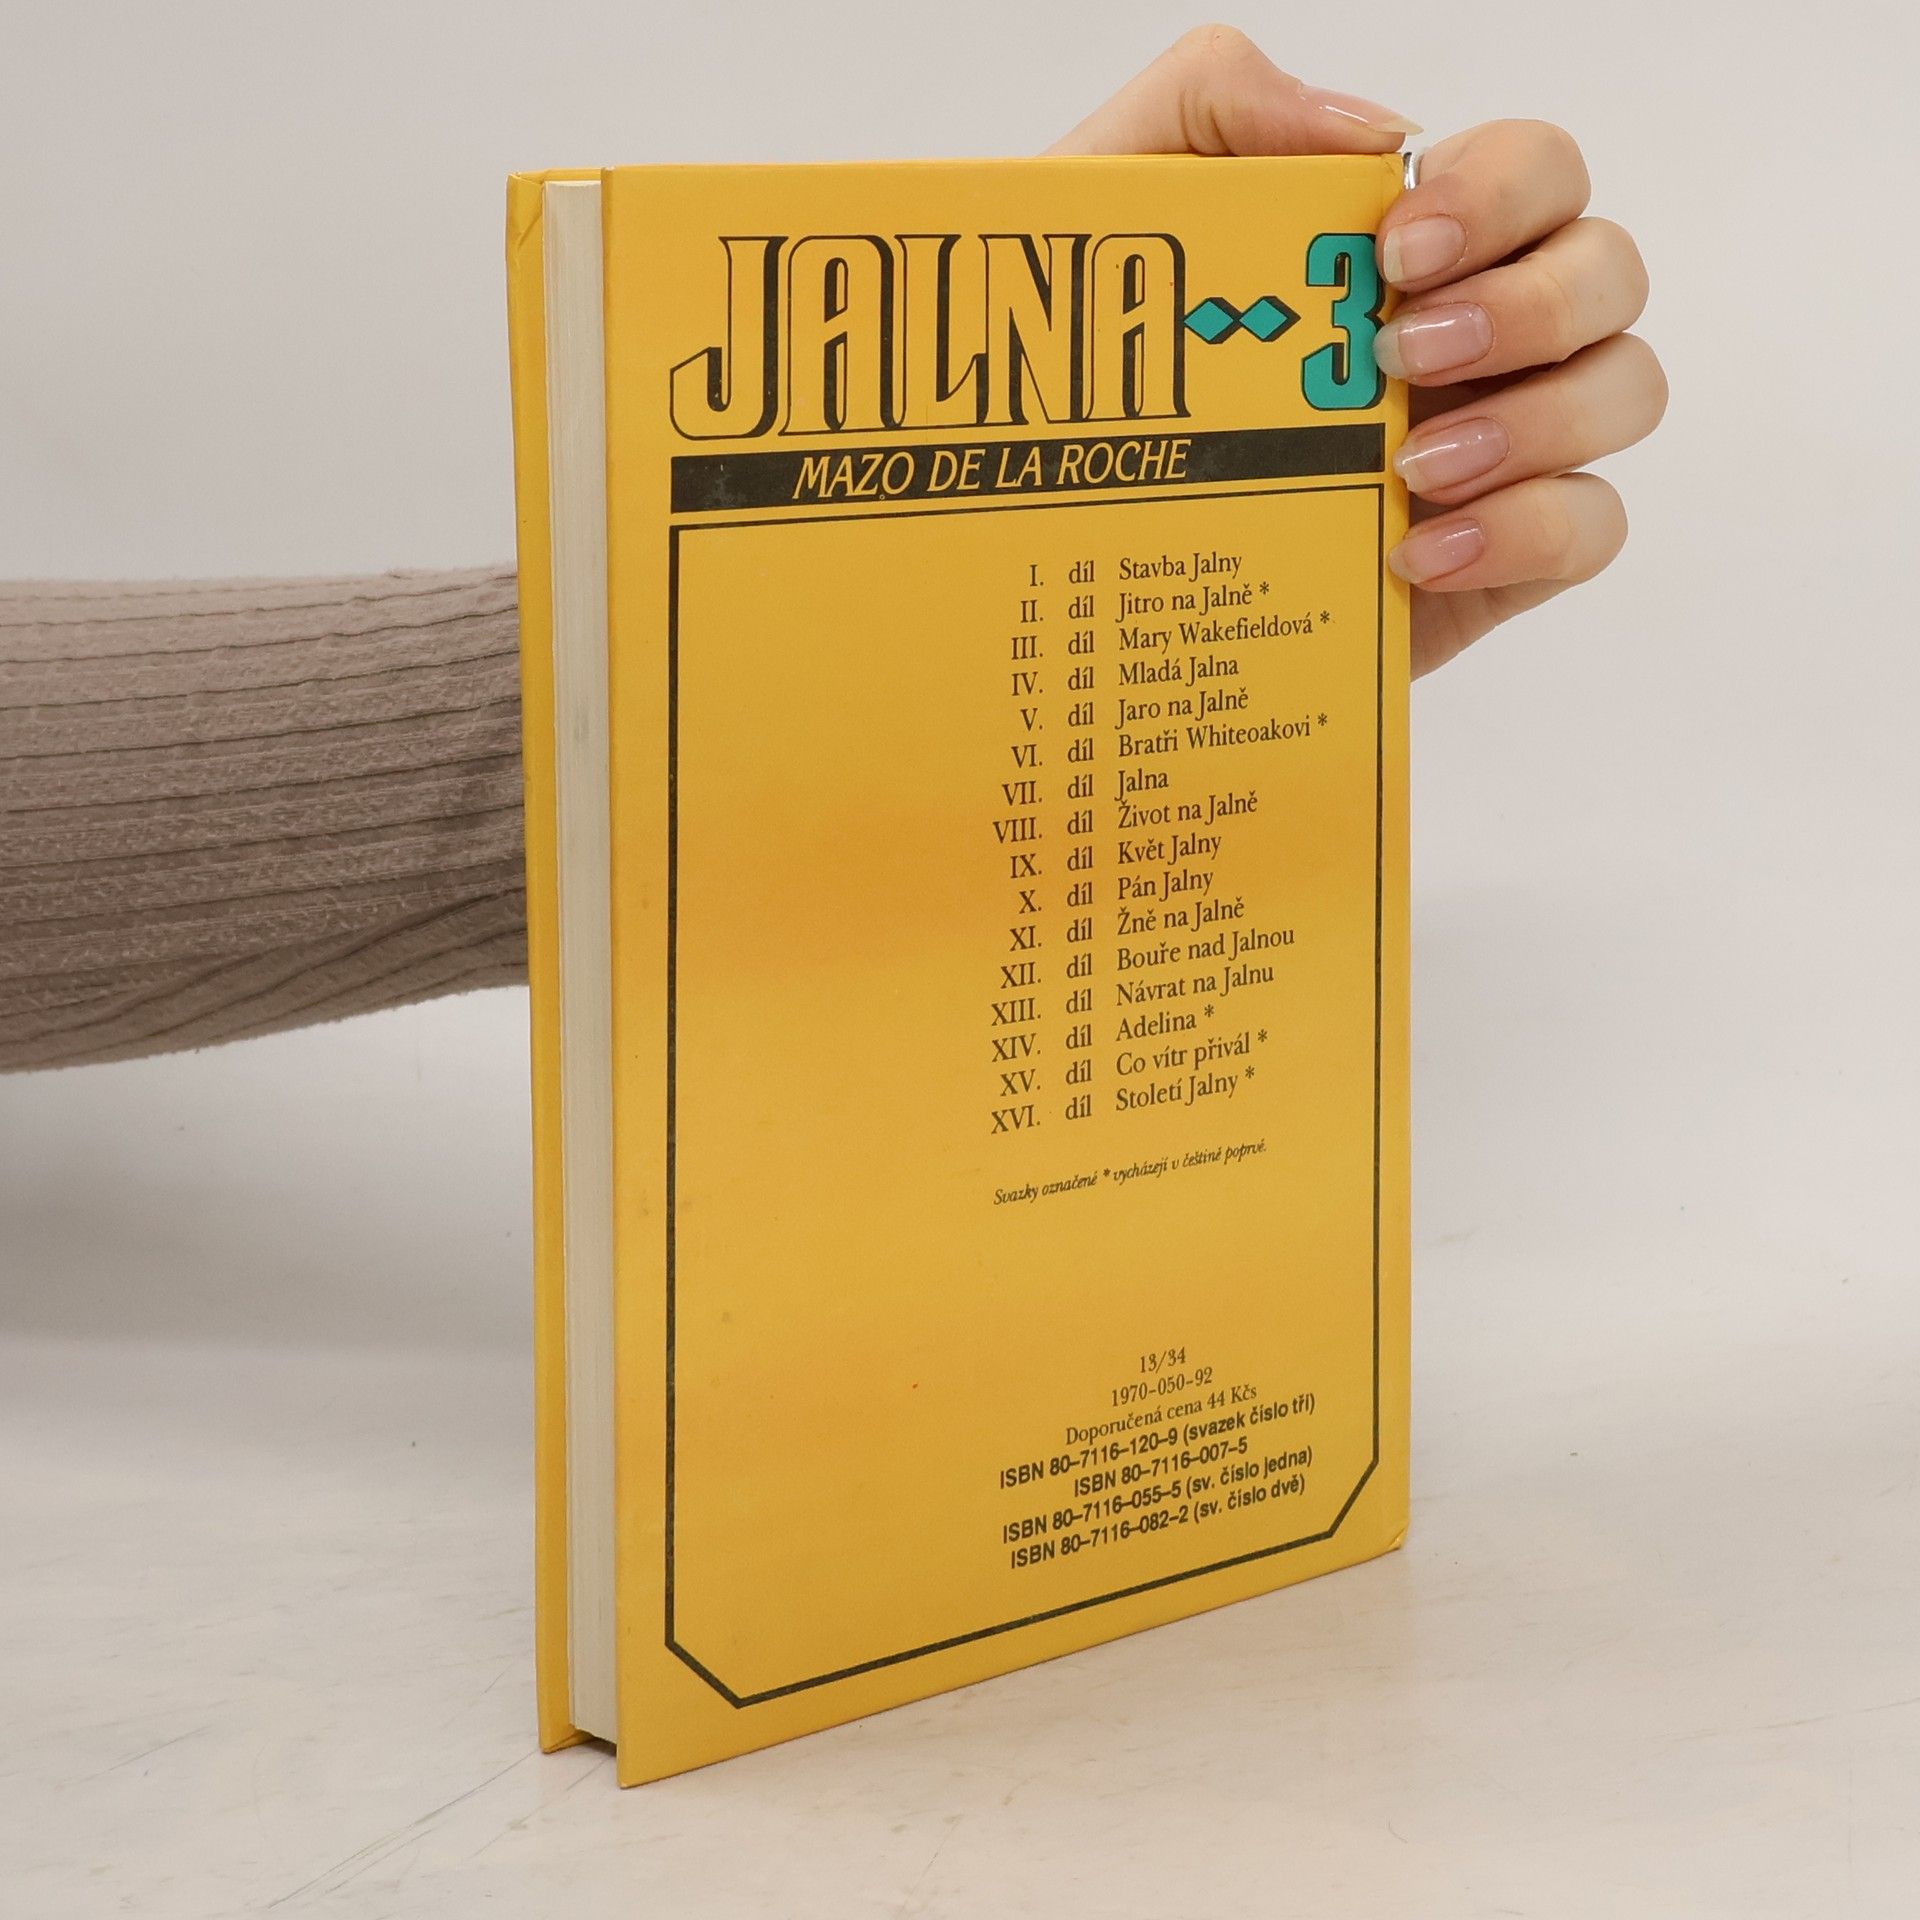 JALNA 3
MAZO DE LA ROCHE
I. díl Stavba Jalny
II. díl Jitro na Jalně *
III. díl Mary Wakefieldová *
IV. díl Mladá Jalna
V. díl Jaro na Jalně
VI. díl Bratři Whiteoakovi *
VII. díl Jalna
VIII. díl Život na Jalně
IX. díl Květ Jalny
X. díl Pán Jalny
XI. díl Žně na Jalně
XII. díl Bouře nad Jalnou
XIII. díl Návrat na Jalnu
XIV. díl Adelina *
XV. díl Co vítr přivál *
XVI. díl Století Jalny *
Svazky označené * vycházejí v češtině poprvé.
13/34
1970-050-92
Doporučená cena 44 Kčs
ISBN 80–7116–120–9 (svazek číslo tři)
ISBN 80–7116–007–5
ISBN 80–7116–055–5 (sv. číslo jedna)
ISBN 80–7116–082–2 (sv. číslo dvě)